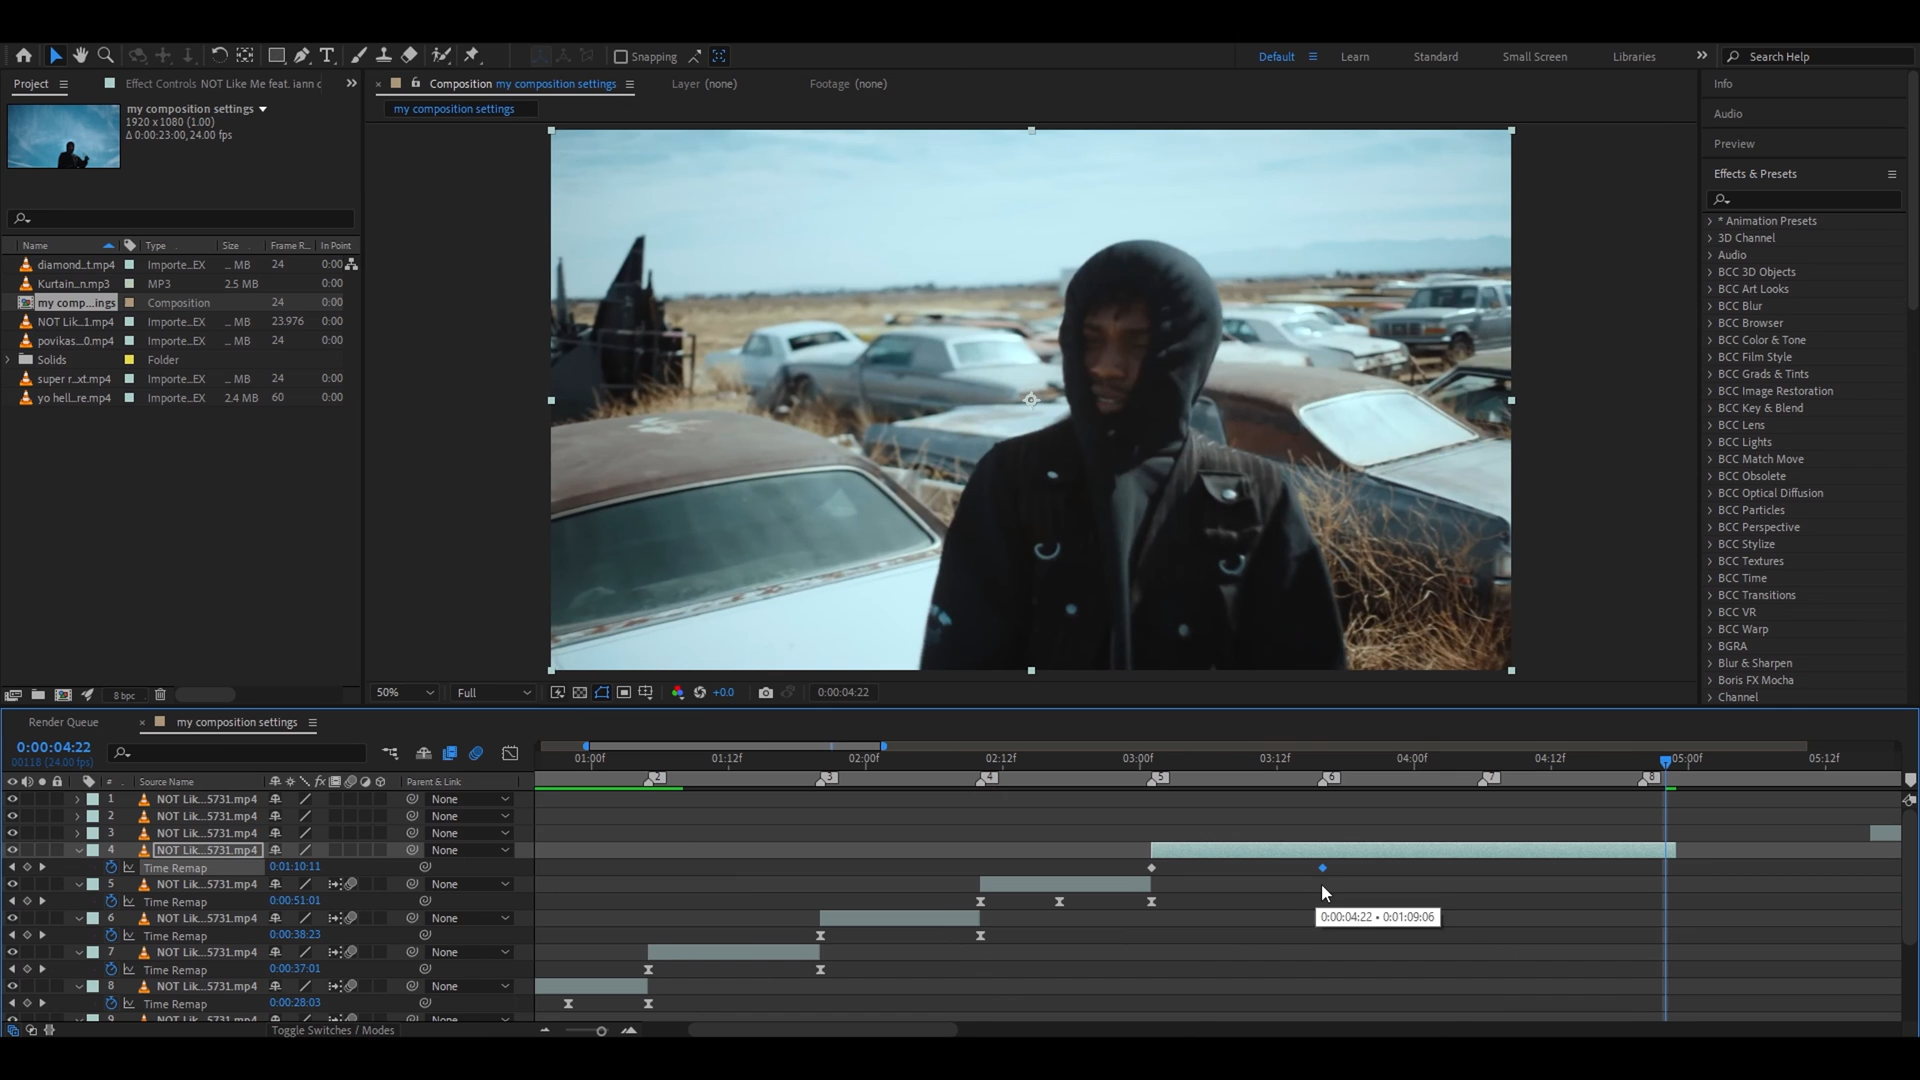 Snapping
Default
Learn
Standard
Small Screen
Libraries
Search Help
Project
Effect Controls NOT Like Me feat. iann c
Composition my composition settings
Layer (none)
Footage (none)
my composition settings
my composition settings
1920 x 1080 (1.00)
Δ 0:00:23:00, 24.00 fps
Name Type Size Frame R... In Point
diamond_t.mp4 Importe_EX ... MB 24 0:00
Kurtain_n.mp3 MP3 2.5 MB 0:00
my comp...ings Composition 24 0:00
NOT Lik...1.mp4 Importe_EX ... MB 23.976 0:00
povikas...0.mp4 Importe_EX ... MB 24 0:00
Solids Folder
super r...xt.mp4 Importe_EX ... MB 24 0:00
yo hell...re.mp4 Importe_EX 2.4 MB 60 0:00
8 bpc
50%
Full
+0.0
0:00:04:22
Info
Audio
Preview
Effects & Presets
* Animation Presets
3D Channel
Audio
BCC 3D Objects
BCC Art Looks
BCC Blur
BCC Browser
BCC Color & Tone
BCC Film Style
BCC Grads & Tints
BCC Image Restoration
BCC Key & Blend
BCC Lens
BCC Lights
BCC Match Move
BCC Obsolete
BCC Optical Diffusion
BCC Particles
BCC Perspective
BCC Stylize
BCC Textures
BCC Time
BCC Transitions
BCC VR
BCC Warp
BGRA
Blur & Sharpen
Boris FX Mocha
Channel
Render Queue
my composition settings
0:00:04:22
00118 (24.00 fps)
# Source Name fx Parent & Link
01:00f 01:12f 02:00f 02:12f 03:00f 03:12f 04:00f 04:12f 05:00f 05:12f
2 3 4 5 6 7 8
1 NOT Lik...5731.mp4 None
2 NOT Lik...5731.mp4 None
3 NOT Lik...5731.mp4 None
4 NOT Lik...5731.mp4 None
Time Remap 0:01:10:11
5 NOT Lik...5731.mp4 None
Time Remap 0:00:51:01
6 NOT Lik...5731.mp4 None
Time Remap 0:00:38:23
7 NOT Lik...5731.mp4 None
Time Remap 0:00:37:01
8 NOT Lik...5731.mp4 None
Time Remap 0:00:28:03
9 NOT Lik...5731.mp4 None
0:00:04:22 • 0:01:09:06
Toggle Switches / Modes